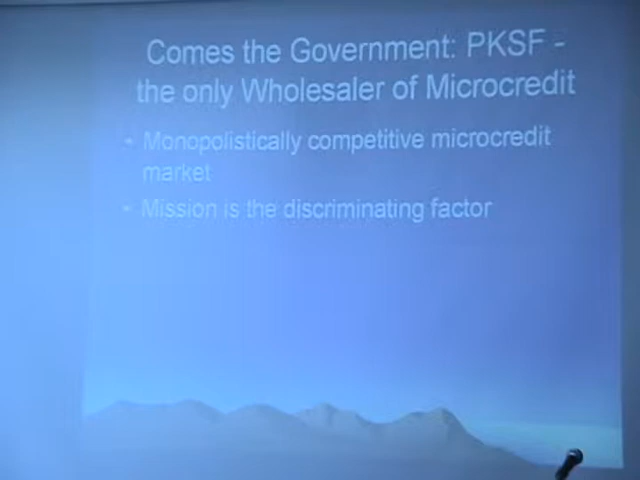 Comes the Government: PKSF -
the only Wholesaler of Microcredit
• Monopolistically competitive microcredit
market
• Mission is the discriminating factor